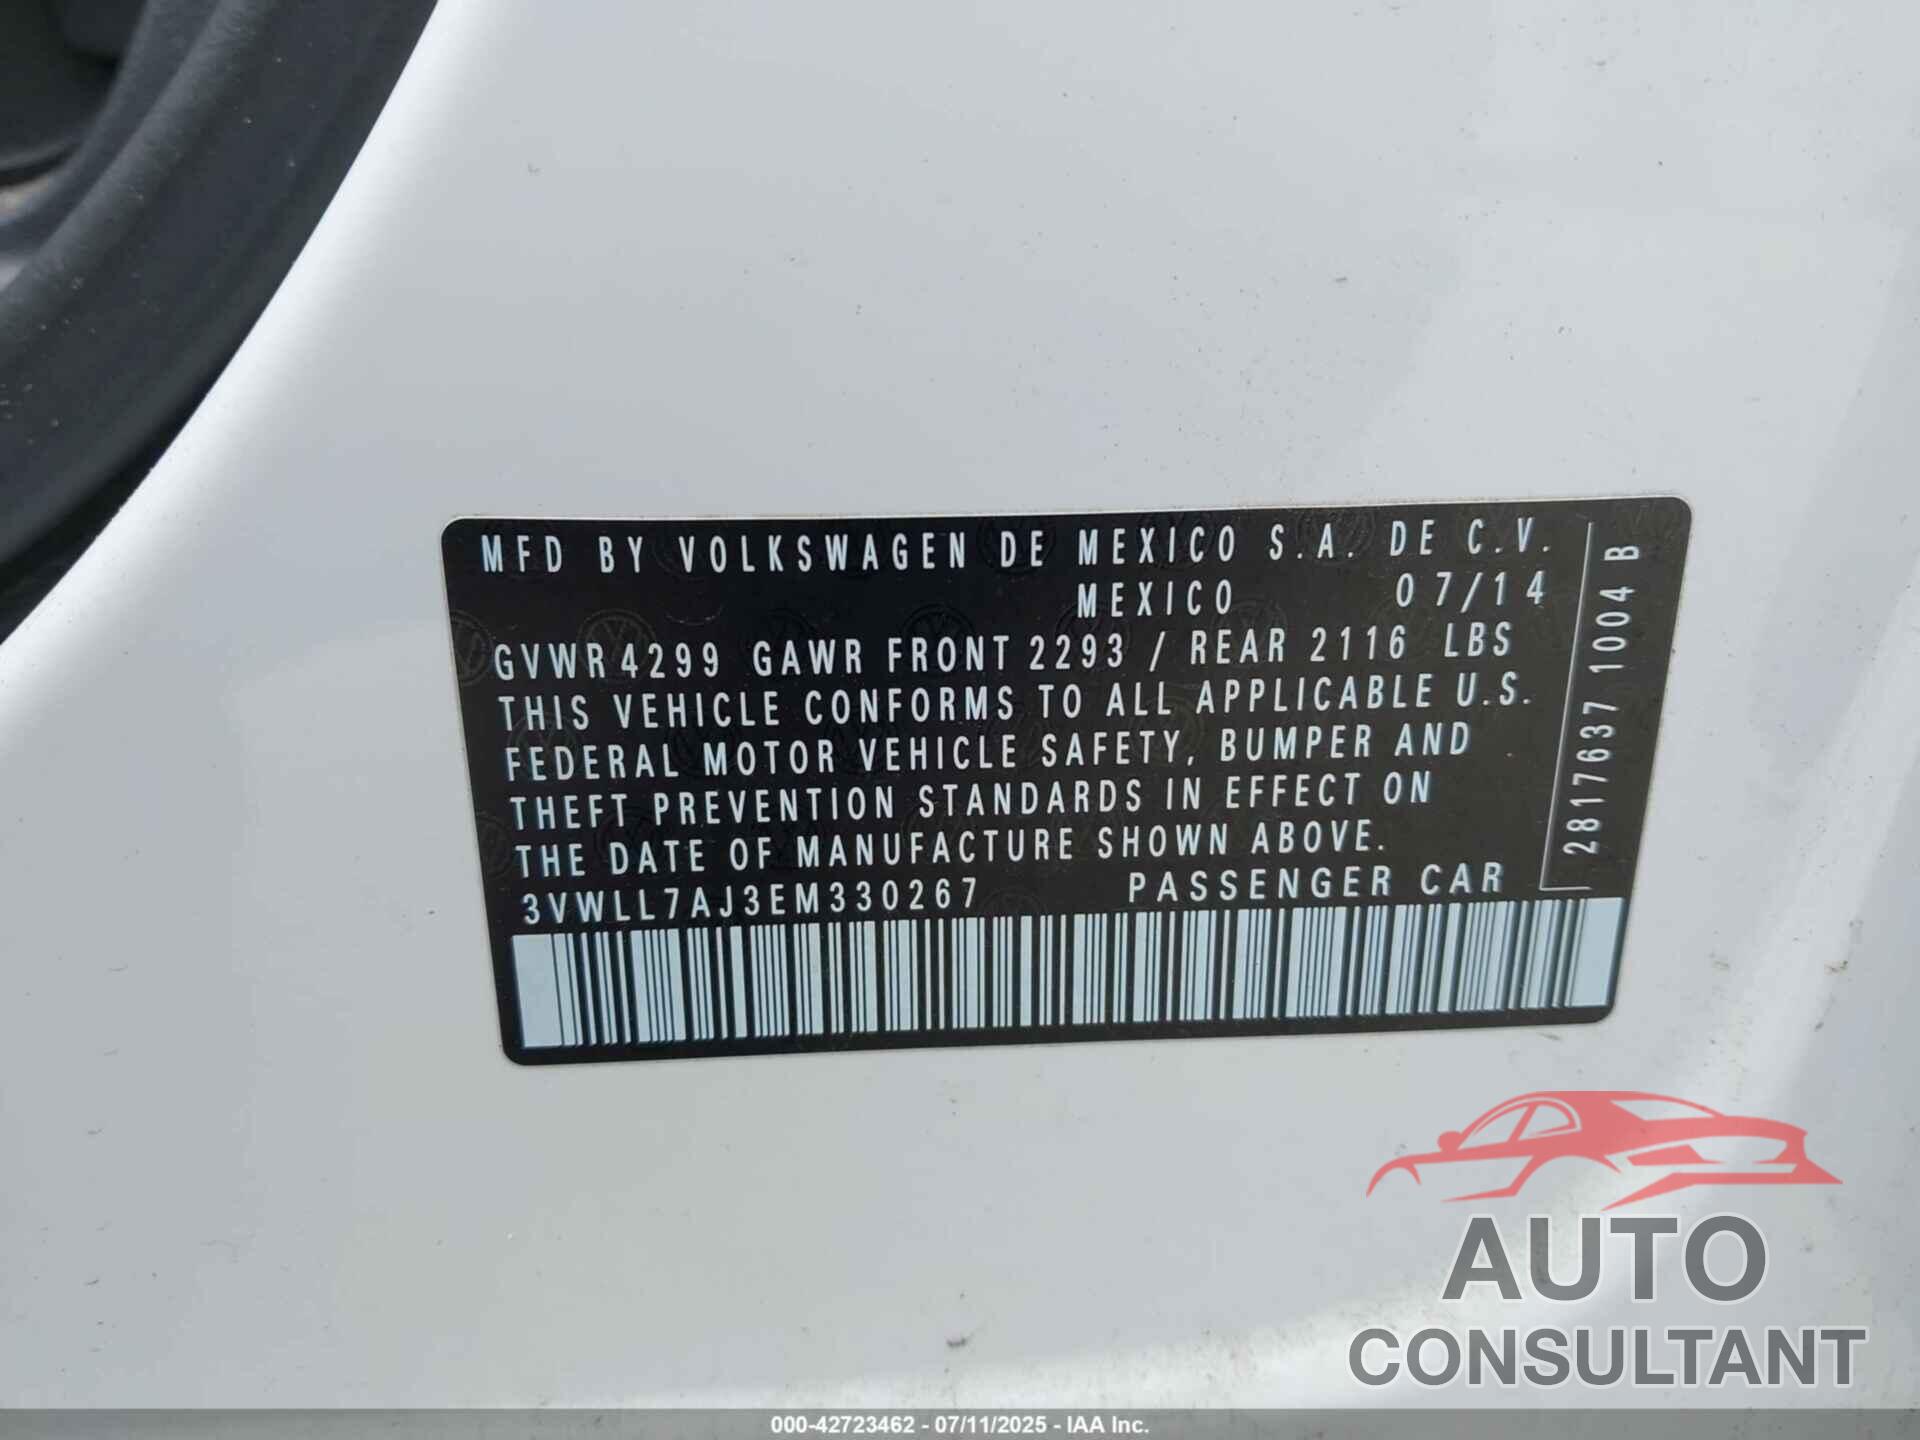 MFD BY VOLKSWAGEN DE MEXICO S.A. DE C.V.
MEXICO 07/14
GVWR 4299 GAWR FRONT 2293 / REAR 2116 LBS
THIS VEHICLE CONFORMS TO ALL APPLICABLE U.S.
FEDERAL MOTOR VEHICLE SAFETY, BUMPER AND
THEFT PREVENTION STANDARDS IN EFFECT ON
THE DATE OF MANUFACTURE SHOWN ABOVE.
3VWLL7AJ3EM330267 PASSENGER CAR
2817637 1004 B
AUTO
CONSULTANT
000-42723462 - 07/11/2025 - IAA Inc.